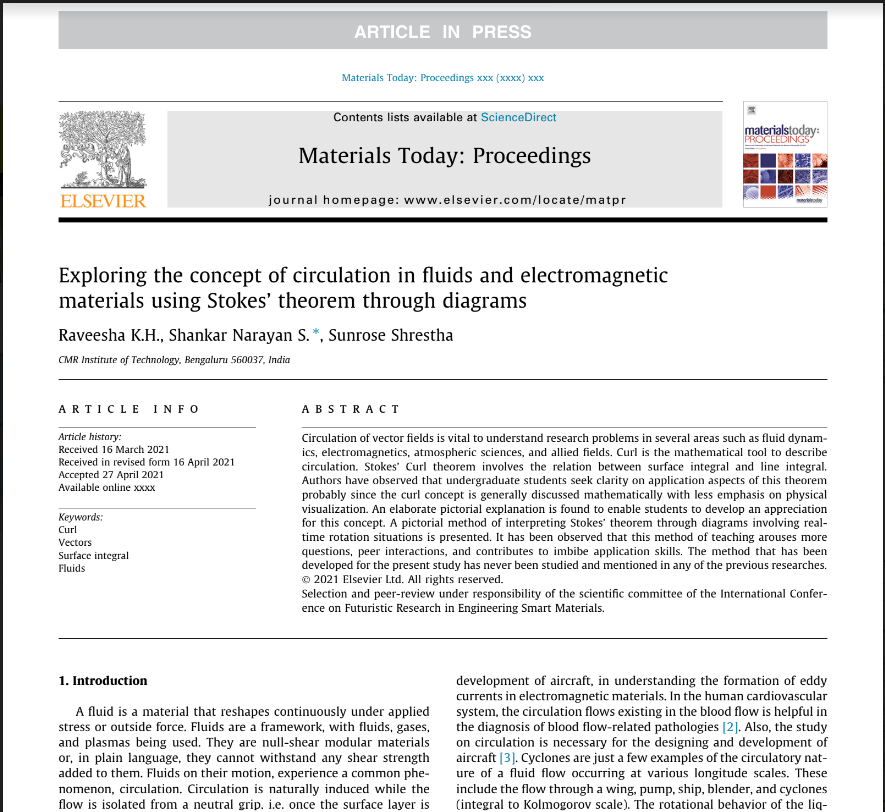 ARTICLE IN PRESS
Materials Today: Proceedings xxx (xxxx) xxx
Contents lists available at ScienceDirect
Materials Today: Proceedings
journal homepage: www.elsevier.com/locate/matpr
ELSEVIER
materialstoday:
PROCEEDINGS
Exploring the concept of circulation in fluids and electromagnetic
materials using Stokes' theorem through diagrams
Raveesha K.H., Shankar Narayan S. *, Sunrose Shrestha
CMR Institute of Technology, Bengaluru 560037, India
ARTICLE INFO
Article history:
Received 16 March 2021
Received in revised form 16 April 2021
Accepted 27 April 2021
Available online xxxx
Keywords:
Curl
Vectors
Surface integral
Fluids
ABSTRACT
Circulation of vector fields is vital to understand research problems in several areas such as fluid dynam-
ics, electromagnetics, atmospheric sciences, and allied fields. Curl is the mathematical tool to describe
circulation. Stokes' Curl theorem involves the relation between surface integral and line integral.
Authors have observed that undergraduate students seek clarity on application aspects of this theorem
probably since the curl concept is generally discussed mathematically with less emphasis on physical
visualization. An elaborate pictorial explanation is found to enable students to develop an appreciation
for this concept. A pictorial method of interpreting Stokes' theorem through diagrams involving real-
time rotation situations is presented. It has been observed that this method of teaching arouses more
questions, peer interactions, and contributes to imbibe application skills. The method that has been
developed for the present study has never been studied and mentioned in any of the previous researches.
© 2021 Elsevier Ltd. All rights reserved.
Selection and peer-review under responsibility of the scientific committee of the International Confer-
ence on Futuristic Research in Engineering Smart Materials.
1. Introduction
A fluid is a material that reshapes continuously under applied
stress or outside force. Fluids are a framework, with fluids, gases,
and plasmas being used. They are null-shear modular materials
or, in plain language, they cannot withstand any shear strength
added to them. Fluids on their motion, experience a common phe-
nomenon, circulation. Circulation is naturally induced while the
flow is isolated from a neutral grip. i.e. once the surface layer is
development of aircraft, in understanding the formation of eddy
currents in electromagnetic materials. In the human cardiovascular
system, the circulation flows existing in the blood flow is helpful in
the diagnosis of blood flow-related pathologies [2]. Also, the study
on circulation is necessary for the designing and development of
aircraft [3]. Cyclones are just a few examples of the circulatory nat-
ure of a fluid flow occurring at various longitude scales. These
include the flow through a wing, pump, ship, blender, and cyclones
(integral to Kolmogorov scale). The rotational behavior of the liq-